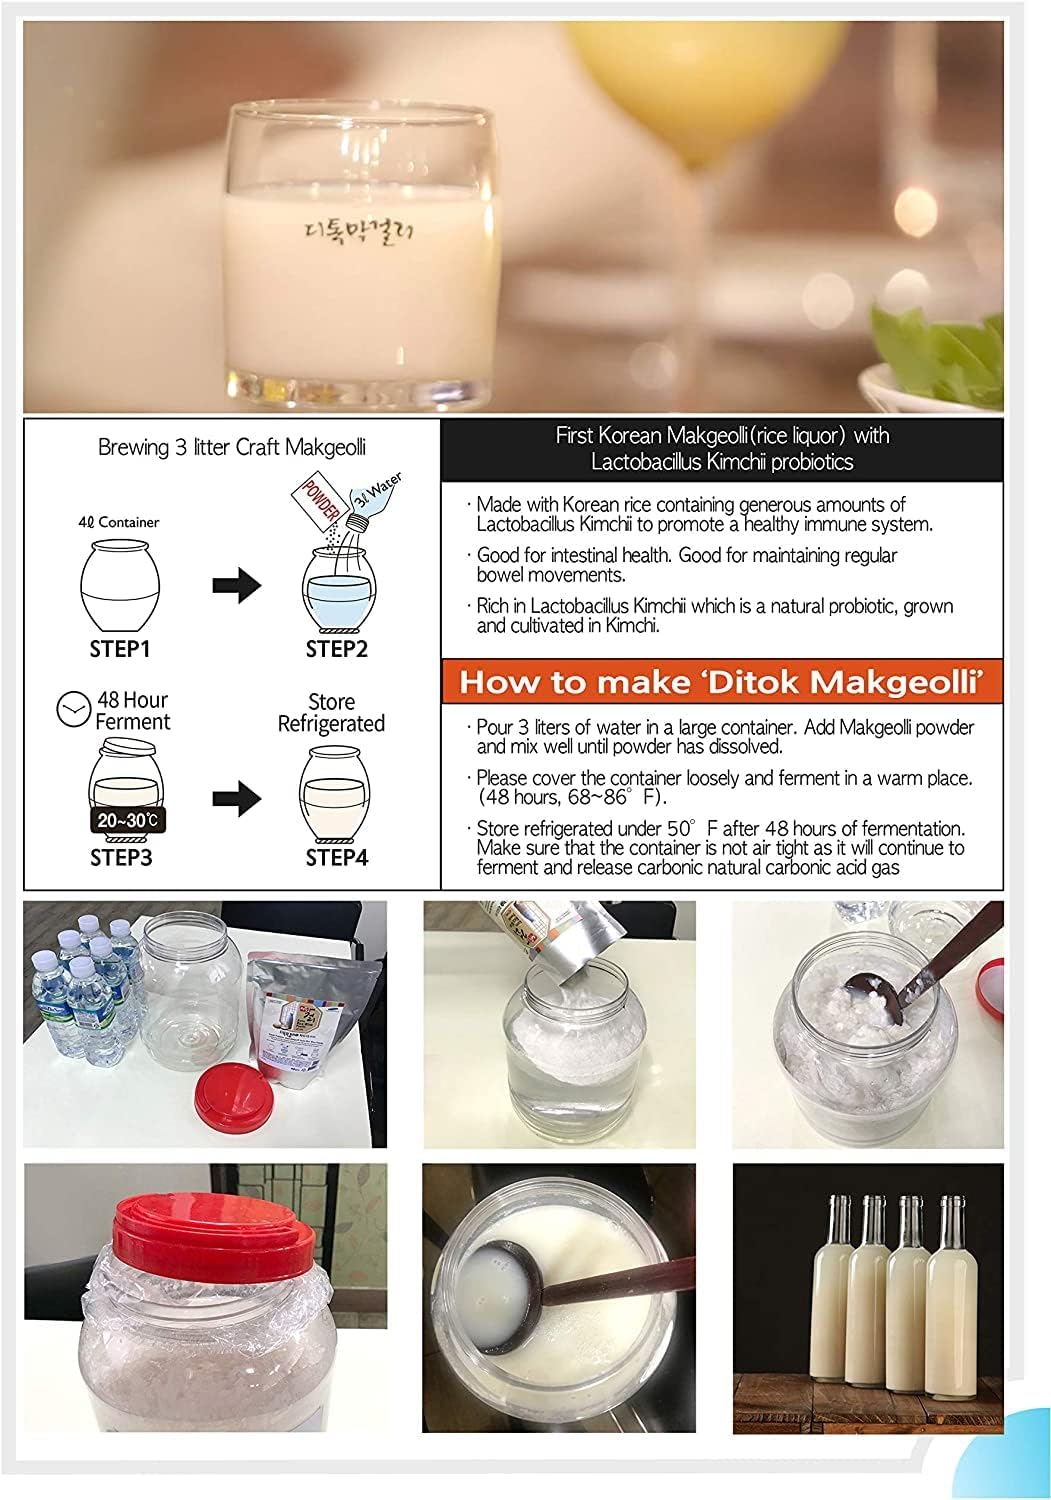 디톡막걸리
Brewing 3 litter Craft Makgeolli
4ℓ Container
STEP1
POWDER
3ℓ Water
STEP2
48 Hour
Ferment
20~30℃
STEP3
Store
Refrigerated
STEP4
First Korean Makgeolli(rice liquor) with
Lactobacillus Kimchii probiotics
· Made with Korean rice containing generous amounts of
Lactobacillus Kimchii to promote a healthy immune system.
· Good for intestinal health. Good for maintaining regular
bowel movements.
· Rich in Lactobacillus Kimchii which is a natural probiotic, grown
and cultivated in Kimchi.
How to make ‘Ditok Makgeolli’
· Pour 3 liters of water in a large container. Add Makgeolli powder
and mix well until powder has dissolved.
· Please cover the container loosely and ferment in a warm place.
(48 hours, 68~86° F).
· Store refrigerated under 50° F after 48 hours of fermentation.
Make sure that the container is not air tight as it will continue to
ferment and release carbonic natural carbonic acid gas